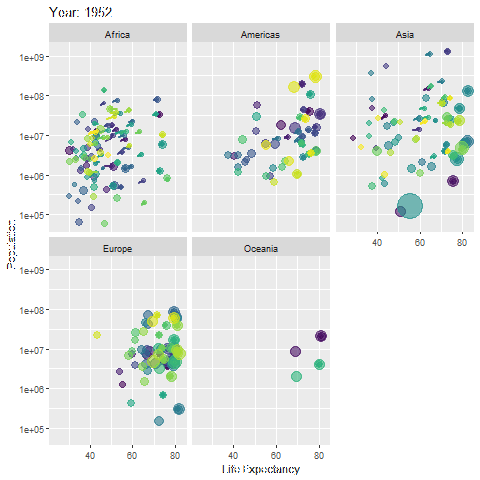 Year: 1952
Africa
Americas
Asia
1e+09
1e+08
1e+07
1e+06
1e+05
40
60
80
Europe
Oceania
1e+09
1e+08
1e+07
1e+06
1e+05
40
60
80
40
60
80
Population
Life Expectancy